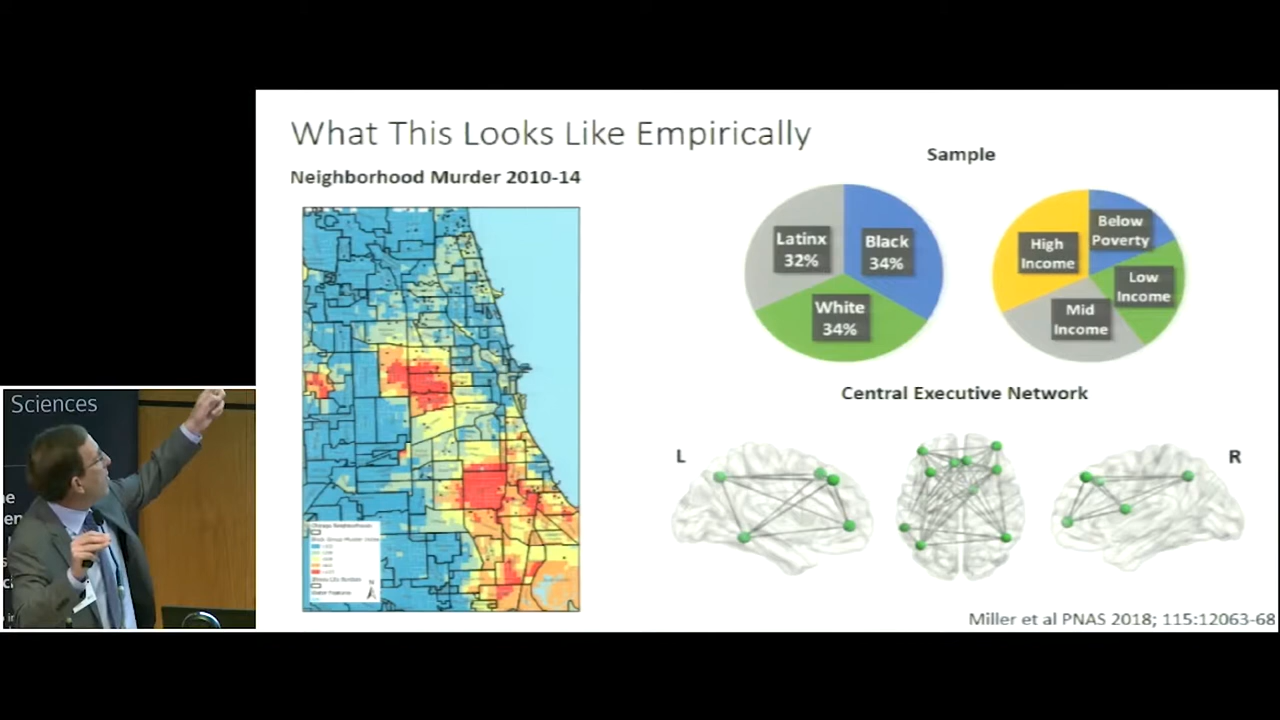 What This Looks Like Empirically
Neighborhood Murder 2010-14
Sample
Latinx
32%
Black
34%
White
34%
High
Income
Below
Poverty
Low
Income
Mid
Income
Central Executive Network
L
R
N
Miller et al PNAS 2018; 115:12063-68
Sciences